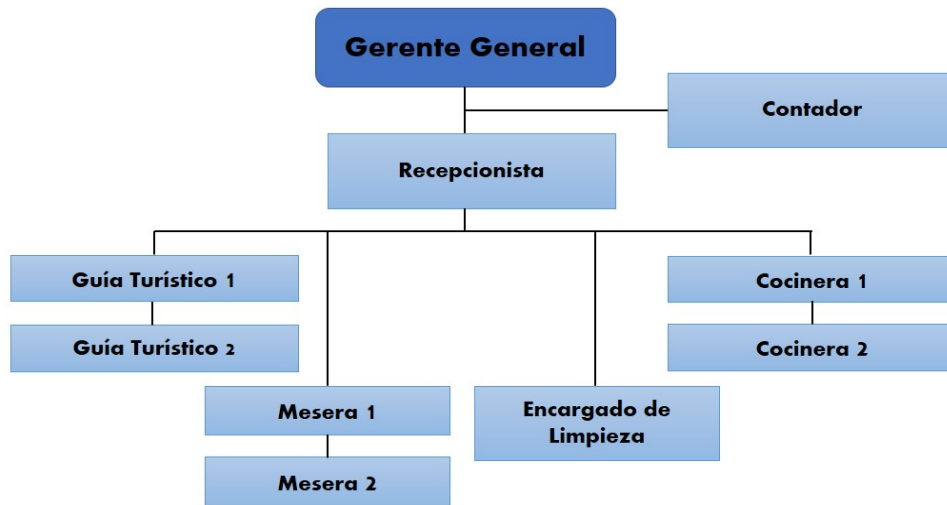 Gerente General
Contador
Recepcionista
Guía Turístico 1
Guía Turístico 2
Mesera 1
Mesera 2
Encargado de
Limpieza
Cocinera 1
Cocinera 2